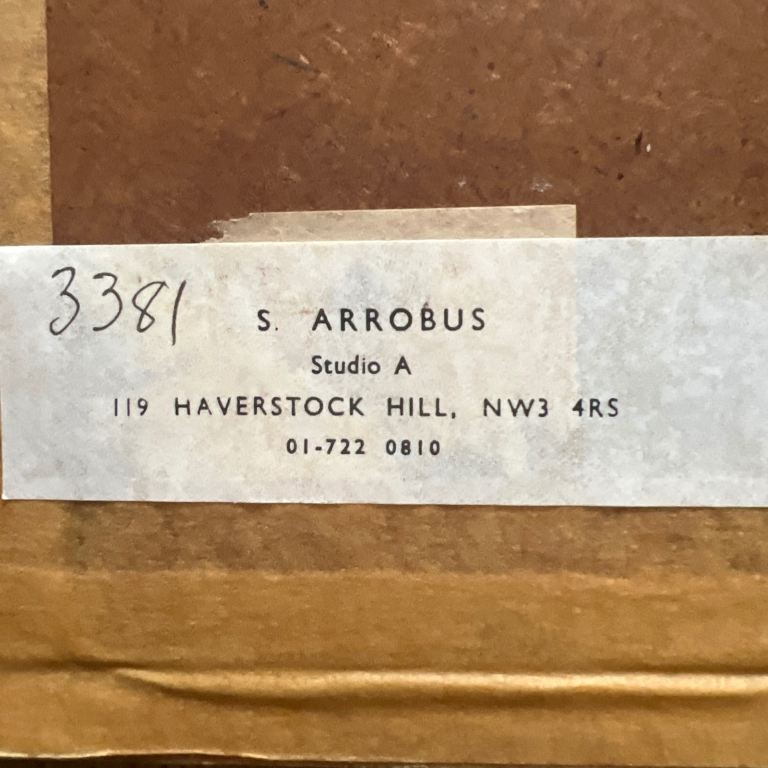 3381
S. ARROBUS
Studio A
119 HAVERSTOCK HILL, NW3 4RS
01-722 0810